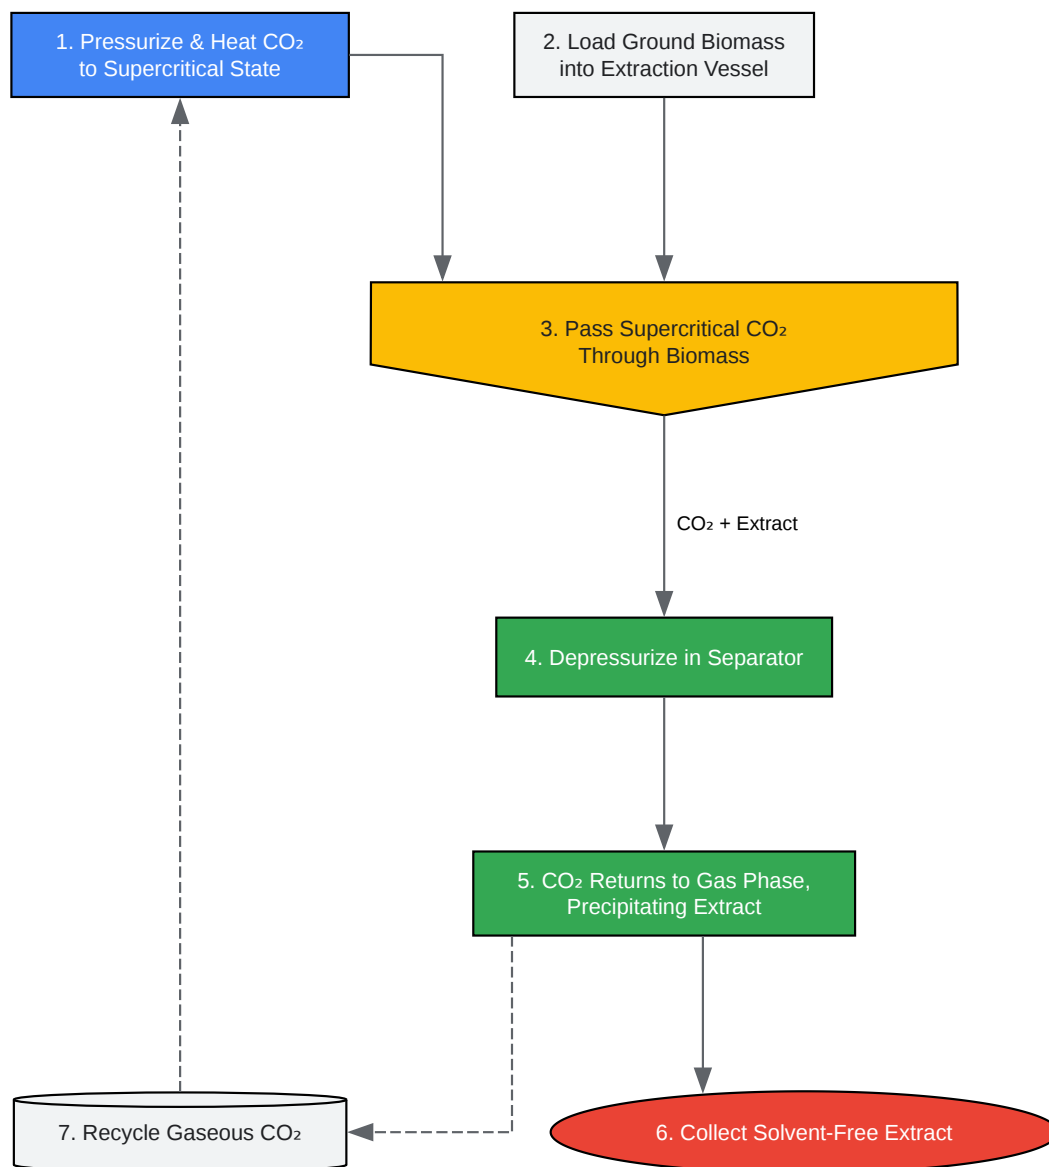 1. Pressurize & Heat CO₂
to Supercritical State
2. Load Ground Biomass
into Extraction Vessel
3. Pass Supercritical CO₂
Through Biomass
CO₂ + Extract
4. Depressurize in Separator
5. CO₂ Returns to Gas Phase,
Precipitating Extract
7. Recycle Gaseous CO₂
6. Collect Solvent-Free Extract